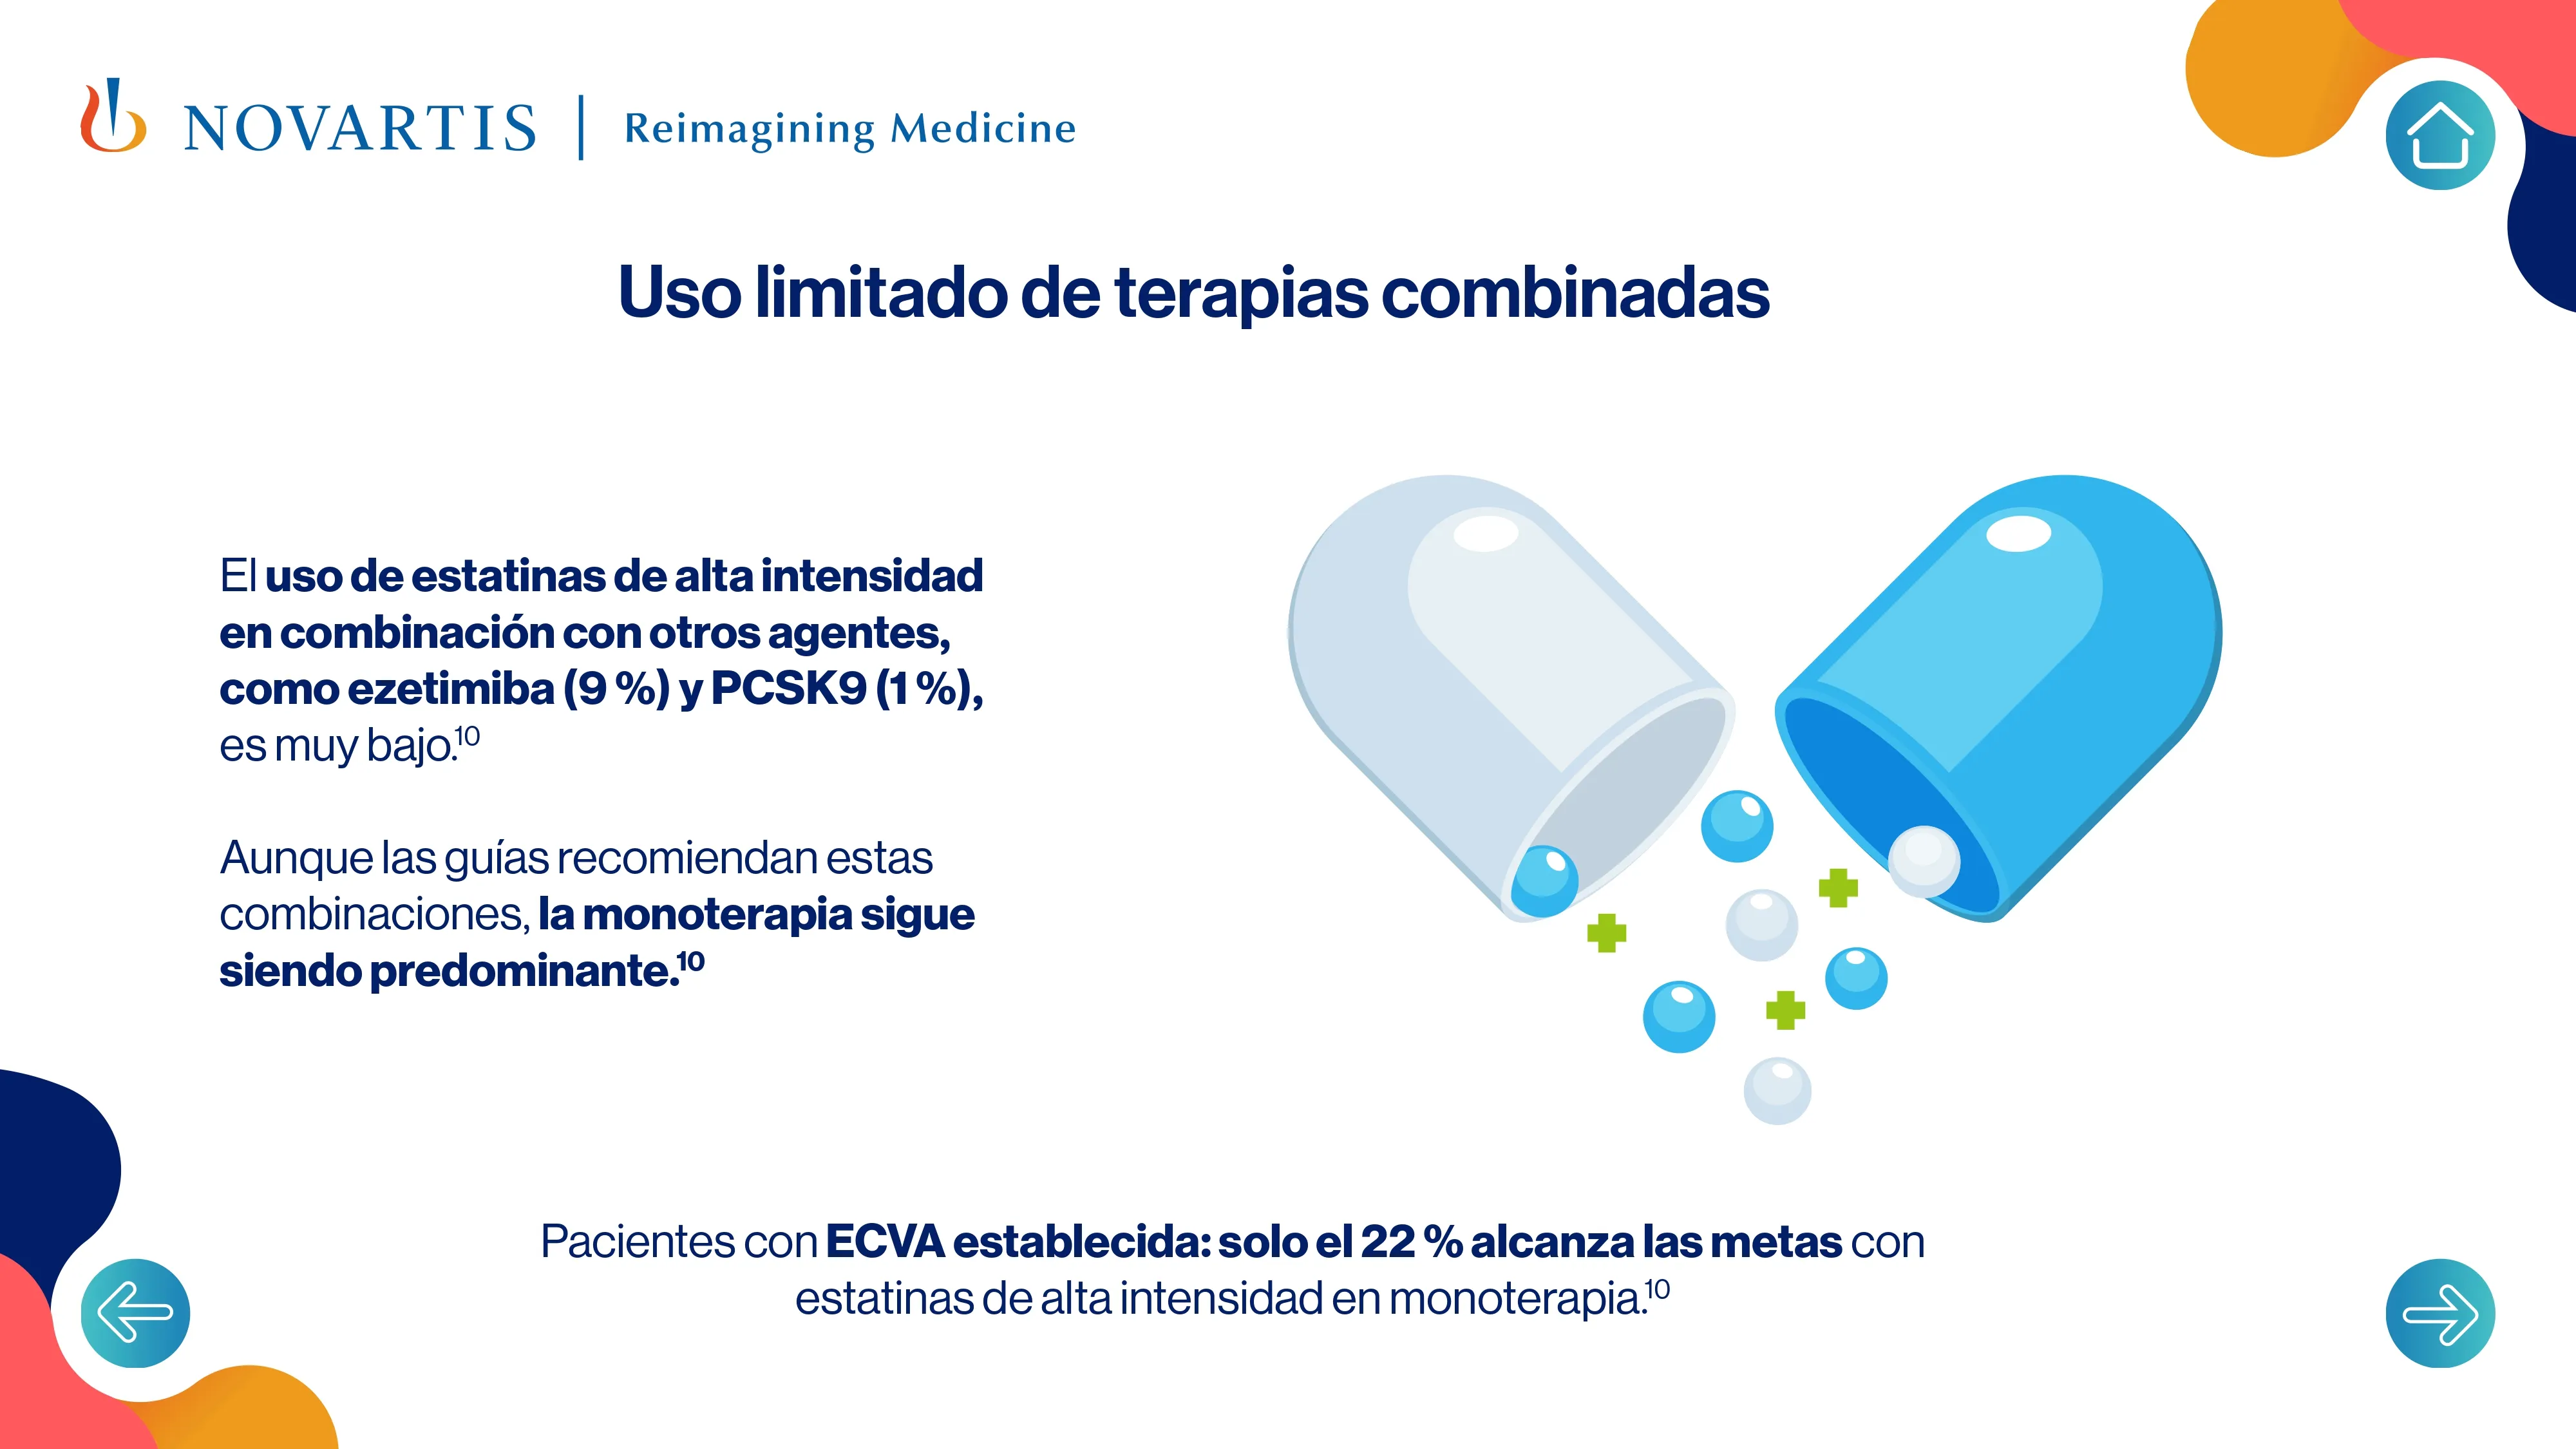 NOVARTIS | Reimagining Medicine
Uso limitado de terapias combinadas
El uso de estatinas de alta intensidad
en combinación con otros agentes,
como ezetimiba (9 %) y PCSK9 (1 %),
es muy bajo.¹⁰
Aunque las guías recomiendan estas
combinaciones, la monoterapia sigue
siendo predominante.¹⁰
Pacientes con ECVA establecida: solo el 22 % alcanza las metas con
estatinas de alta intensidad en monoterapia.¹⁰